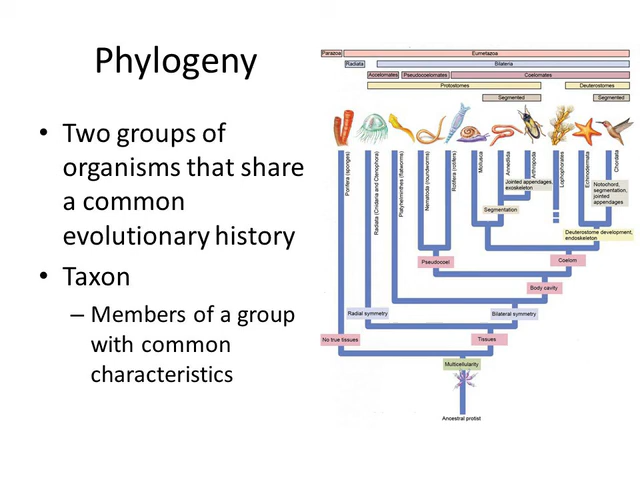 Phylogeny
• Two groups of
organisms that share
a common
evolutionary history
• Taxon
– Members of a group
with common
characteristics
Parazoa
Eumetazoa
Radiata
Bilateria
Accelomates
Pseudocoelomates
Coelomates
Protostomes
Deuterostomes
Segmented
Segmented
Porifera (sponges)
Radiata (Cnidaria and Ctenophora)
Platyhelminthes (flatworms)
Nematoda (roundworms)
Rotifera (rotifers)
Mollusca
Annelida
Arthropoda
Lophophorates
Echinodermata
Chordata
Jointed appendages,
exoskeleton
Notochord,
segmentation,
jointed
appendages
Segmentation
Deuterostome development,
endoskeleton
Pseudocoel
Coelom
Body cavity
Radial symmetry
Bilateral symmetry
No true tissues
Tissues
Multicellularity
Ancestral protist